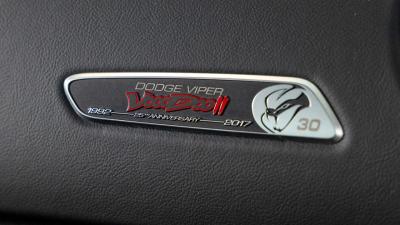 DODGE VIPER
VooDoo II
1992 25TH ANNIVERSARY 2017
30